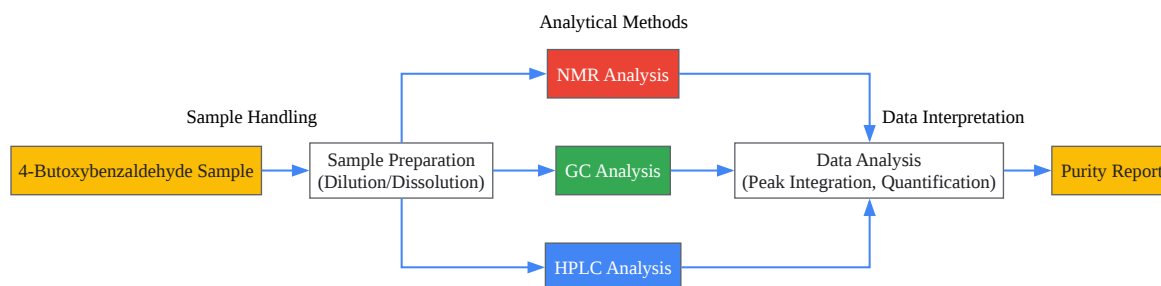 Analytical Methods
NMR Analysis
Sample Handling
Data Interpretation
4-Butoxybenzaldehyde Sample
Sample Preparation
(Dilution/Dissolution)
GC Analysis
Data Analysis
(Peak Integration, Quantification)
Purity Report
HPLC Analysis